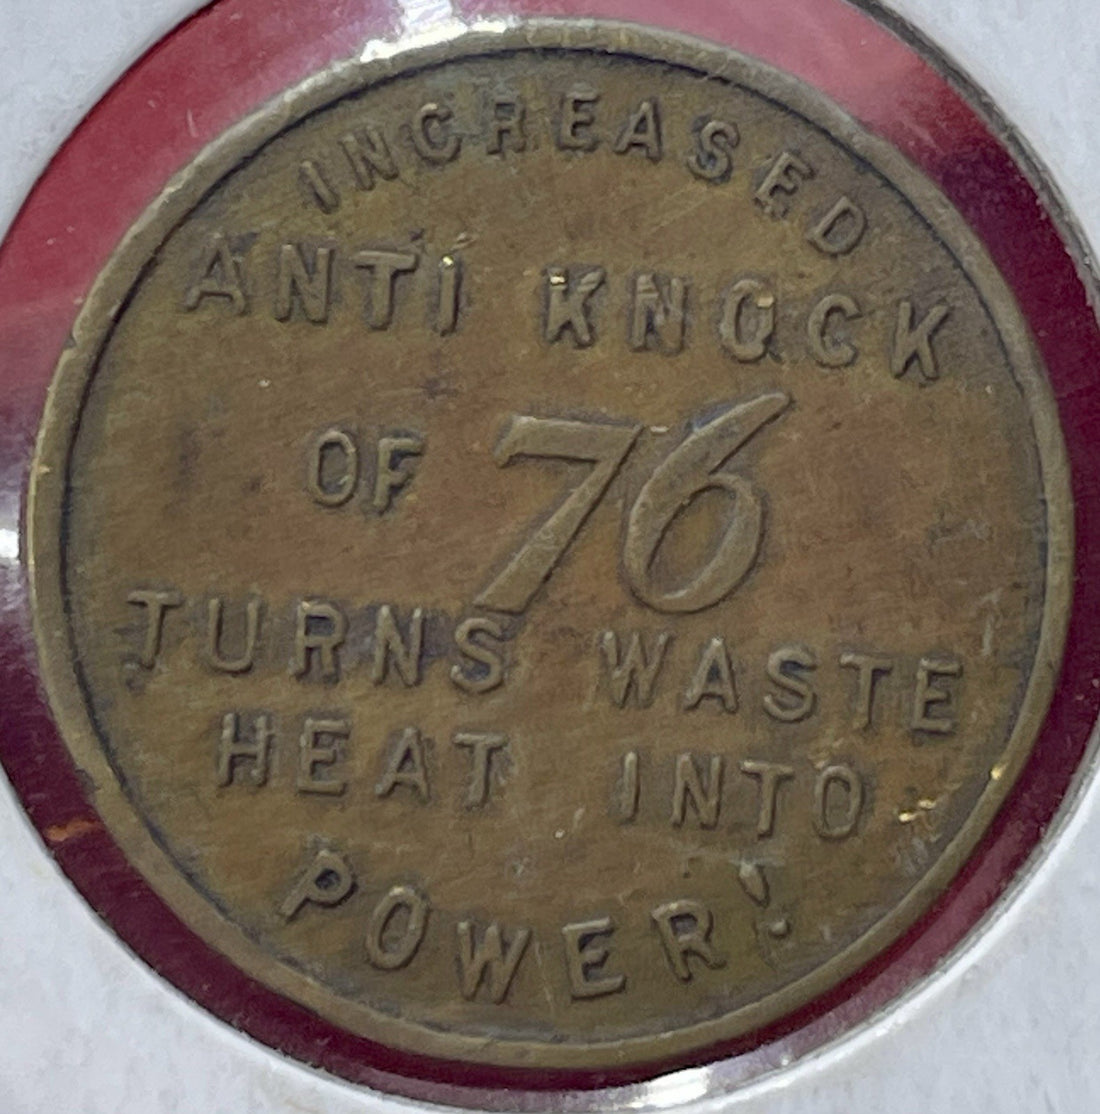 INCREASED
ANTI KNOCK
OF 76
TURNS WASTE
HEAT INTO
POWER!